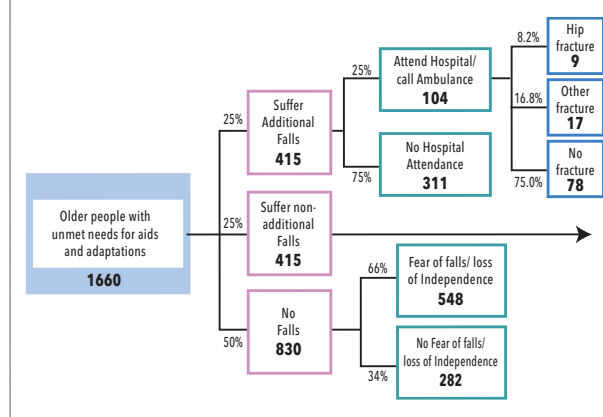 Older people with
unmet needs for aids
and adaptations
1660
25%
Suffer
Additional
Falls
415
25%
Attend Hospital/
call Ambulance
104
8.2%
Hip
fracture
9
16.8%
Other
fracture
17
75.0%
No
fracture
78
75%
No Hospital
Attendance
311
25%
Suffer non-
additional
Falls
415
50%
No
Falls
830
66%
Fear of falls/ loss
of Independence
548
34%
No Fear of falls/
loss of Independence
282